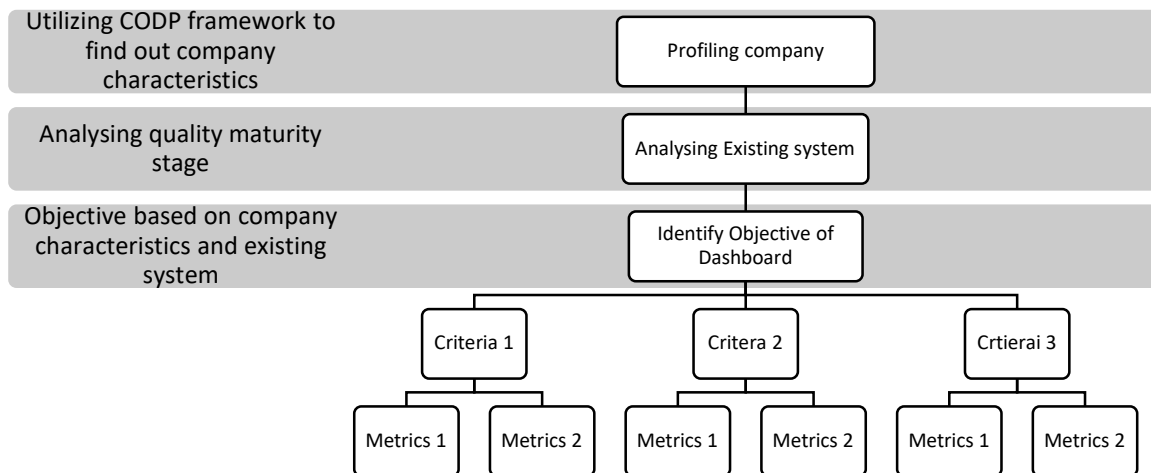 Utilizing CODP framework to
find out company
characteristics
Profiling company
Analysing quality maturity
stage
Analysing Existing system
Objective based on company
characteristics and existing
system
Identify Objective of
Dashboard
Criteria 1
Critera 2
Crtierai 3
Metrics 1
Metrics 2
Metrics 1
Metrics 2
Metrics 1
Metrics 2